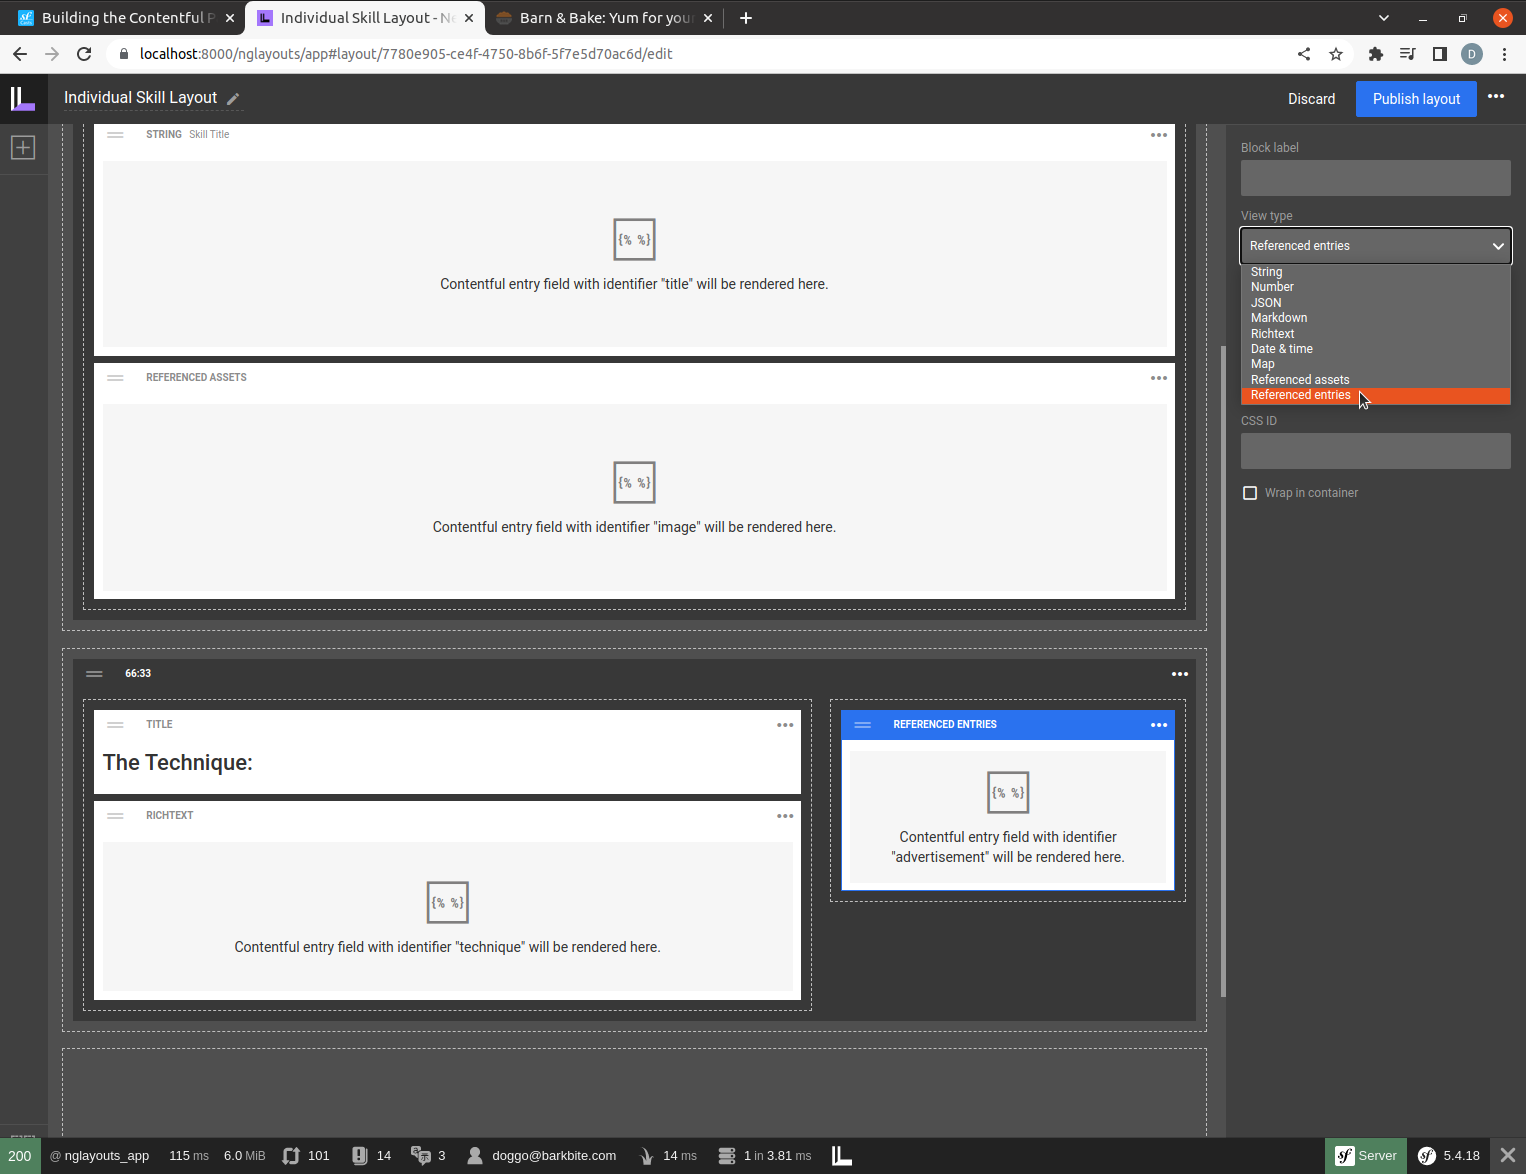 Building the Contentful P
Individual Skill Layout - Ne
Barn & Bake: Yum for your
localhost:8000/nglayouts/app#layout/7780e905-ce4f-4750-8b6f-5f7e5d70ac6d/edit
D
Individual Skill Layout
Discard
Publish layout
STRING Skill Title
{% %}
Contentful entry field with identifier "title" will be rendered here.
REFERENCED ASSETS
{% %}
Contentful entry field with identifier "image" will be rendered here.
66:33
TITLE
The Technique:
RICHTEXT
{% %}
Contentful entry field with identifier "technique" will be rendered here.
REFERENCED ENTRIES
{% %}
Contentful entry field with identifier
"advertisement" will be rendered here.
Block label
View type
Referenced entries
String
Number
JSON
Markdown
Richtext
Date & time
Map
Referenced assets
Referenced entries
CSS ID
Wrap in container
200 @ nglayouts_app 115 ms 6.0 MiB 101 14 3 doggo@barkbite.com 14 ms 1 in 3.81 ms Server 5.4.18